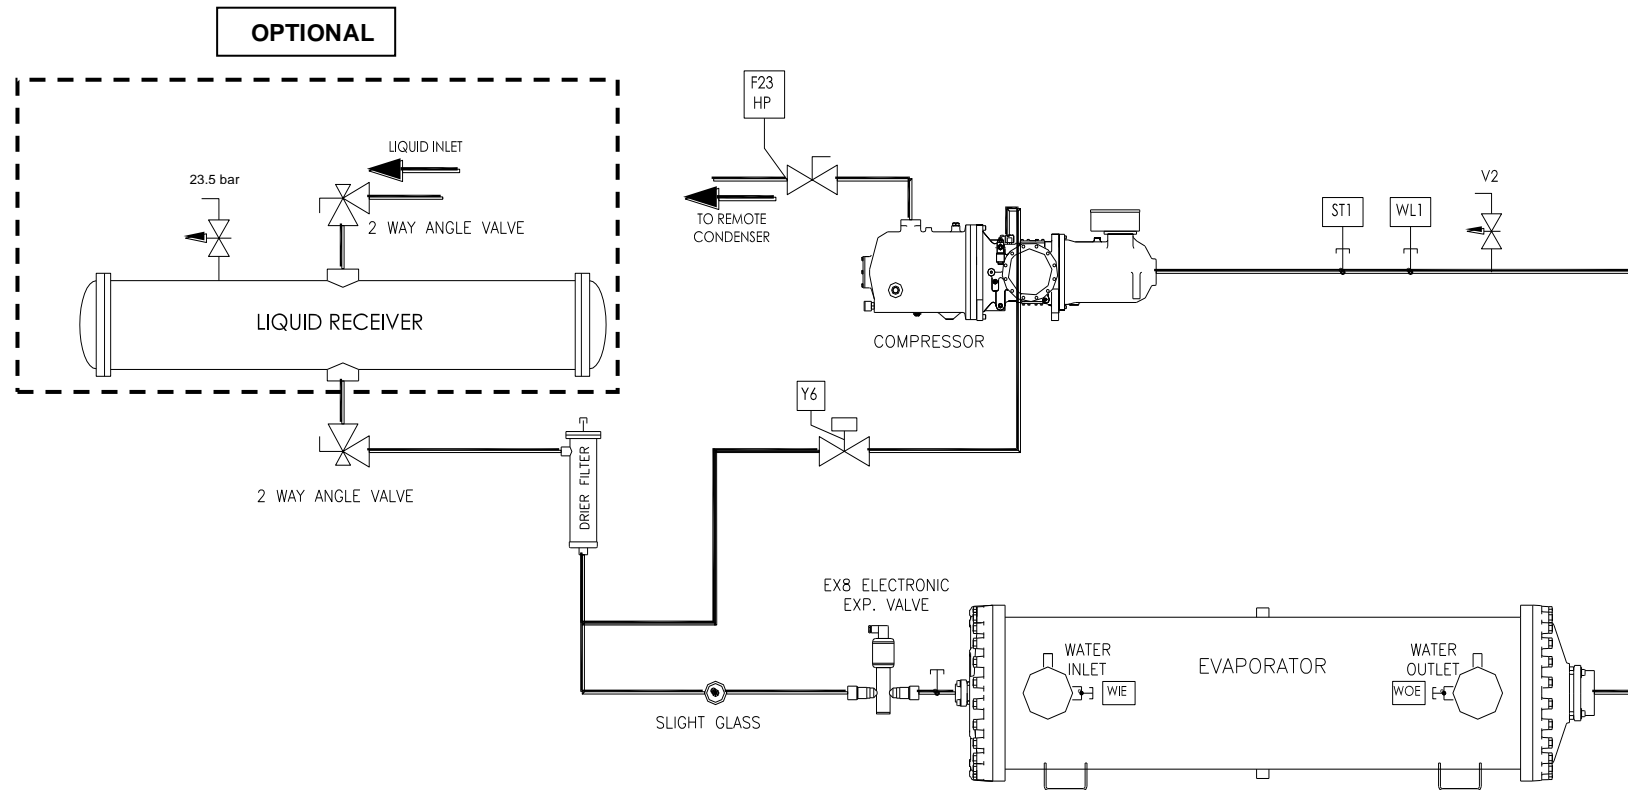 OPTIONAL
F23
HP
LIQUID INLET
23.5 bar
2 WAY ANGLE VALVE
TO REMOTE
CONDENSER
V2
ST1
WL1
LIQUID RECEIVER
COMPRESSOR
Y6
2 WAY ANGLE VALVE
DRIER FILTER
EX8 ELECTRONIC
EXP. VALVE
WATER
INLET
WIE
EVAPORATOR
WATER
OUTLET
WOE
SLIGHT GLASS